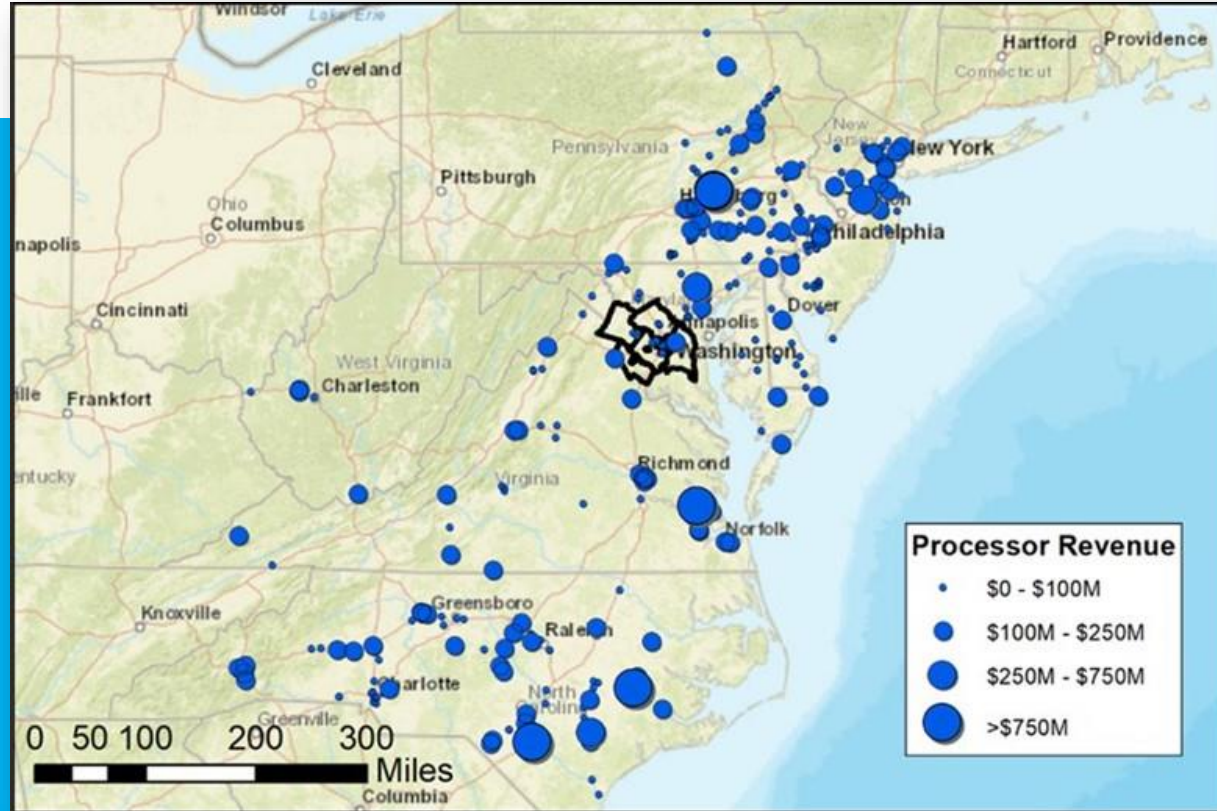 Windsor
Lake Erie
Hartford
Providence
Connecticut
Cleveland
New
Jersey
New York
Pennsylvania
Pittsburgh
Ohio
Columbus
napolis
Philadelphia
Cincinnati
Dover
Annapolis
Washington
West Virginia
Charleston
Frankfort
ille
entucky
Richmond
Virginia
Norfolk
Knoxville
Greensboro
Raleigh
Charlotte
North
Carolina
Greenville
Columbia
Processor Revenue
$0 - $100M
$100M - $250M
$250M - $750M
>$750M
0 50 100 200 300
Miles